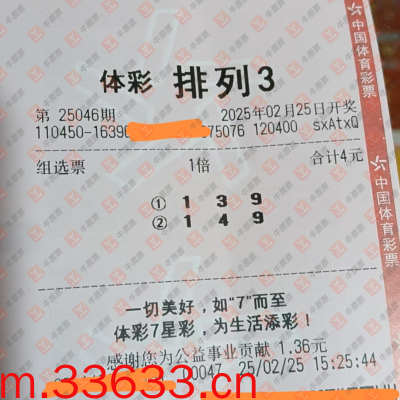 体彩 排列3
第 25046期 2025年02月25日开奖
110450-1639 75076 120400 sxAtxQ
组选票 1倍 合计4元
① 1 3 9
② 1 4 9
一切美好，如“7”而至
体彩7星彩，为生活添彩！
感谢您为公益事业贡献 1.36元
10047 25/02/25 15:25:44
m.33633.cn
中国体育彩票
中国体育彩票